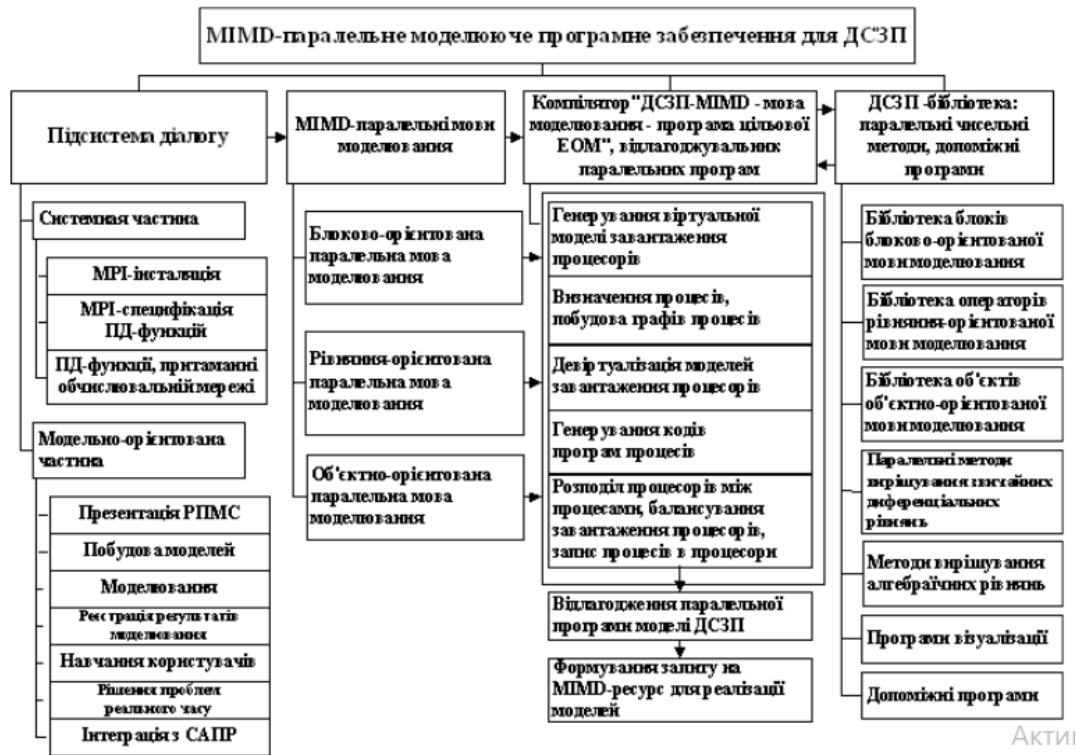 MIMD-паралельне моделююче програмне забезпечення для ДСЗП
Підсистема діалогу
Системная частина
MPI-інсталяція
MPI-специфікація
ПД-функцій
ПД-функції, притаманні
обчислювальній мережі
Модельно-орієнтована
частина
Презентація РПМС
Побудова моделей
Моделювання
Реєстрація результатів
моделювання
Навчання користувачів
Рішення проблем
реального часу
Інтеграція з САПР
MIMD-паралельні мови
моделювання
Блоково-орієнтована
паралельна мова
моделювання
Рівняння-орієнтована
паралельна мова
моделювання
Об'єктно-орієнтована
паралельна мова
моделювання
Компілятор "ДСЗП-MIMD - мова
моделювання - програма цільової
ЕОМ", відлагоджувальник
паралельних програм
Генерування віртуальної
моделі завантаження
процесорів
Визначення процесів,
побудова графів процесів
Девіртуалізація моделей
завантаження процесорів
Генерування кодів
програм процесів
Розподіл процесорів між
процесами, балансування
завантаження процесорів,
запис процесів в процесори
Відлагодження паралельної
програми моделі ДСЗП
Формування запиту на
MIMD-ресурс для реалізації
моделей
ДСЗП -бібліотека:
паралельні чисельні
методи, допоміжні
програми
Бібліотека блоків
блоково-орієнтованої
мови моделювання
Бібліотека операторів
рівняння-орієнтованої
мови моделювання
Бібліотека об'єктів
об'єктно-орієнтованої
мови моделювання
Паралельні методи
вирішування звичайних
диференціальних
рівнянь
Методи вирішування
алгебраїчних рівнянь
Програми візуалізації
Допоміжні програми
Актив